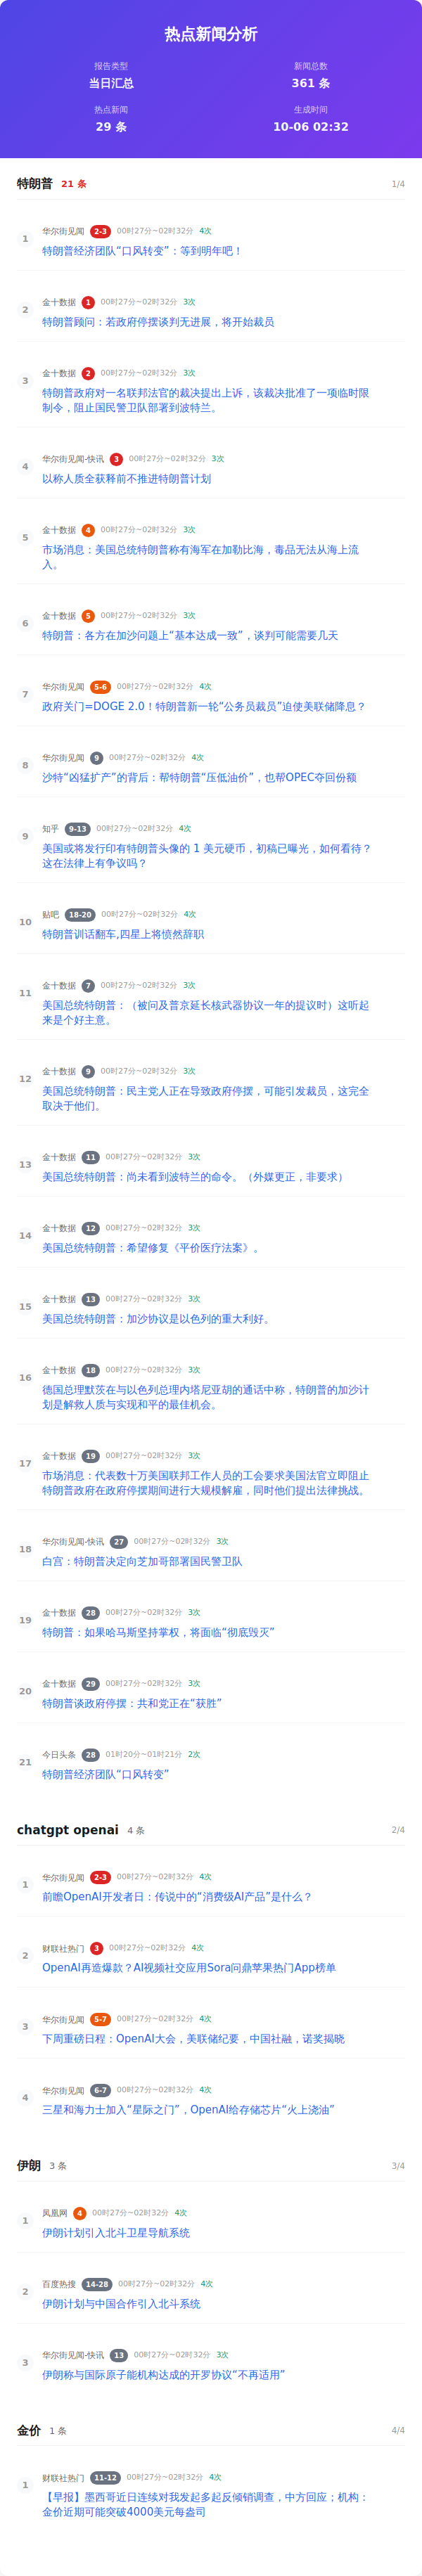 热点新闻分析
报告类型
新闻总数
当日汇总
361 条
热点新闻
生成时间
29 条
10-06 02:32
特朗普 21 条 1/4
1
华尔街见闻 2-3 00时27分~02时32分 4次
特朗普经济团队“口风转变”：等到明年吧！
2
金十数据 1 00时27分~02时32分 3次
特朗普顾问：若政府停摆谈判无进展，将开始裁员
3
金十数据 2 00时27分~02时32分 3次
特朗普政府对一名联邦法官的裁决提出上诉，该裁决批准了一项临时限
制令，阻止国民警卫队部署到波特兰。
4
华尔街见闻-快讯 3 00时27分~02时32分 3次
以称人质全获释前不推进特朗普计划
5
金十数据 4 00时27分~02时32分 3次
市场消息：美国总统特朗普称有海军在加勒比海，毒品无法从海上流
入。
6
金十数据 5 00时27分~02时32分 3次
特朗普：各方在加沙问题上“基本达成一致”，谈判可能需要几天
7
华尔街见闻 5-6 00时27分~02时32分 4次
政府关门=DOGE 2.0！特朗普新一轮“公务员裁员”迫使美联储降息？
8
华尔街见闻 9 00时27分~02时32分 4次
沙特“凶猛扩产”的背后：帮特朗普“压低油价”，也帮OPEC夺回份额
9
知乎 9-13 00时27分~02时32分 4次
美国或将发行印有特朗普头像的 1 美元硬币，初稿已曝光，如何看待？
这在法律上有争议吗？
10
贴吧 18-20 00时27分~02时32分 4次
特朗普训话翻车,四星上将愤然辞职
11
金十数据 7 00时27分~02时32分 3次
美国总统特朗普：（被问及普京延长核武器协议一年的提议时）这听起
来是个好主意。
12
金十数据 9 00时27分~02时32分 3次
美国总统特朗普：民主党人正在导致政府停摆，可能引发裁员，这完全
取决于他们。
13
金十数据 11 00时27分~02时32分 3次
美国总统特朗普：尚未看到波特兰的命令。（外媒更正，非要求）
14
金十数据 12 00时27分~02时32分 3次
美国总统特朗普：希望修复《平价医疗法案》。
15
金十数据 13 00时27分~02时32分 3次
美国总统特朗普：加沙协议是以色列的重大利好。
16
金十数据 18 00时27分~02时32分 3次
德国总理默茨在与以色列总理内塔尼亚胡的通话中称，特朗普的加沙计
划是解救人质与实现和平的最佳机会。
17
金十数据 19 00时27分~02时32分 3次
市场消息：代表数十万美国联邦工作人员的工会要求美国法官立即阻止
特朗普政府在政府停摆期间进行大规模解雇，同时他们提出法律挑战。
18
华尔街见闻-快讯 27 00时27分~02时32分 3次
白宫：特朗普决定向芝加哥部署国民警卫队
19
金十数据 28 00时27分~02时32分 3次
特朗普：如果哈马斯坚持掌权，将面临“彻底毁灭”
20
金十数据 29 00时27分~02时32分 3次
特朗普谈政府停摆：共和党正在“获胜”
21
今日头条 28 01时20分~01时21分 2次
特朗普经济团队“口风转变”
chatgpt openai 4 条 2/4
1
华尔街见闻 2-3 00时27分~02时32分 4次
前瞻OpenAI开发者日：传说中的“消费级AI产品”是什么？
2
财联社热门 3 00时27分~02时32分 4次
OpenAI再造爆款？AI视频社交应用Sora问鼎苹果热门App榜单
3
华尔街见闻 5-7 00时27分~02时32分 4次
下周重磅日程：OpenAI大会，美联储纪要，中国社融，诺奖揭晓
4
华尔街见闻 6-7 00时27分~02时32分 4次
三星和海力士加入“星际之门”，OpenAI给存储芯片“火上浇油”
伊朗 3 条 3/4
1
凤凰网 4 00时27分~02时32分 4次
伊朗计划引入北斗卫星导航系统
2
百度热搜 14-28 00时27分~02时32分 4次
伊朗计划与中国合作引入北斗系统
3
华尔街见闻-快讯 13 00时27分~02时32分 3次
伊朗称与国际原子能机构达成的开罗协议“不再适用”
金价 1 条 4/4
1
财联社热门 11-12 00时27分~02时32分 4次
【早报】墨西哥近日连续对我发起多起反倾销调查，中方回应；机构：
金价近期可能突破4000美元每盎司